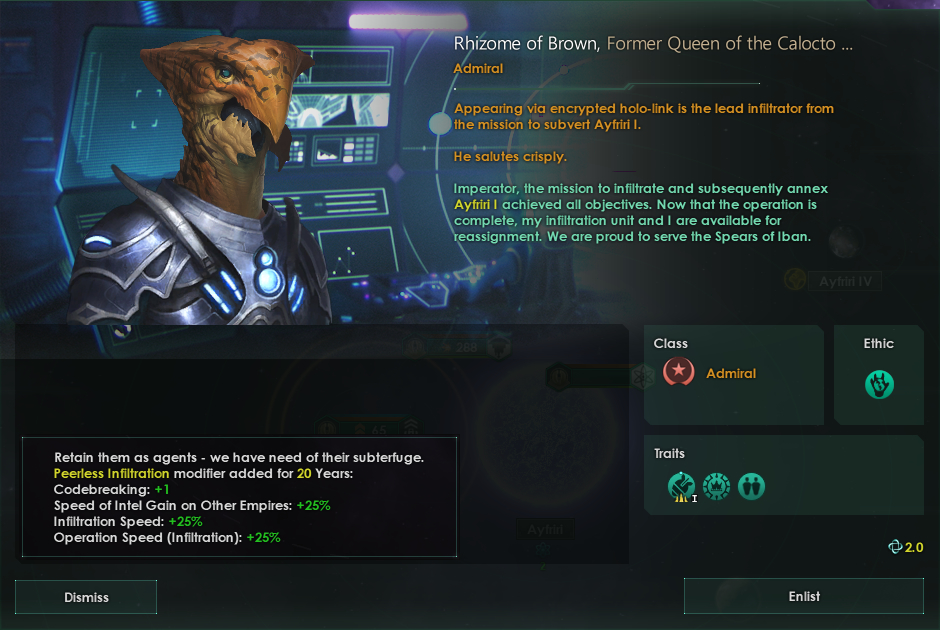 Rhizome of Brown, Former Queen of the Calocto ...
Admiral
Appearing via encrypted holo-link is the lead infiltrator from
the mission to subvert Ayfriri I.
He salutes crisply.
Imperator, the mission to infiltrate and subsequently annex
Ayfriri I achieved all objectives. Now that the operation is
complete, my infiltration unit and I are available for
reassignment. We are proud to serve the Spears of Iban.
Ayfriri IV
288
65
Class
Admiral
Ethic
Traits
I
Retain them as agents - we have need of their subterfuge.
Peerless Infiltration modifier added for 20 Years:
Codebreaking: +1
Speed of Intel Gain on Other Empires: +25%
Infiltration Speed: +25%
Operation Speed (Infiltration): +25%
Ayfriri
2.0
Dismiss
Enlist